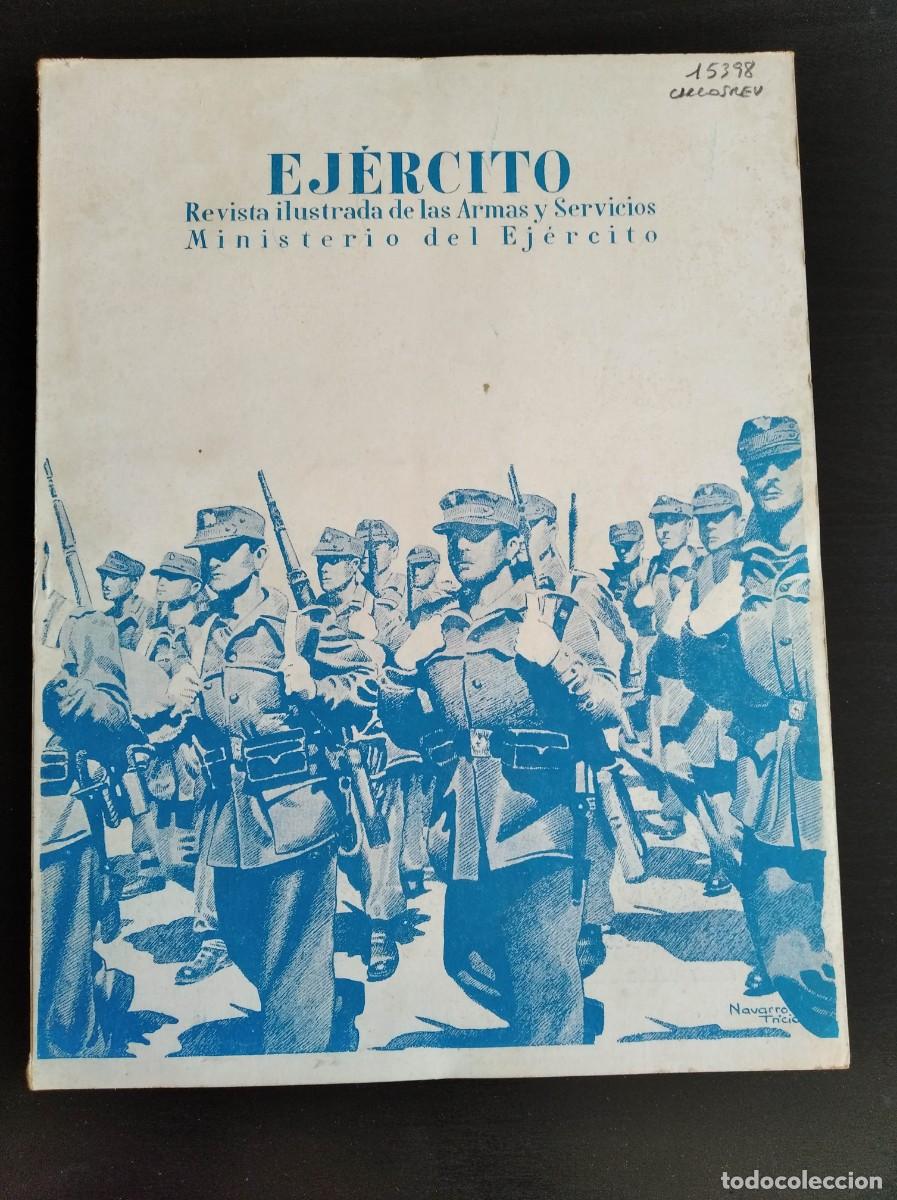 15398
EJÉRCITO
Revista ilustrada de las Armas y Servicios
Ministerio del Ejército
Navarro
todocoleccion